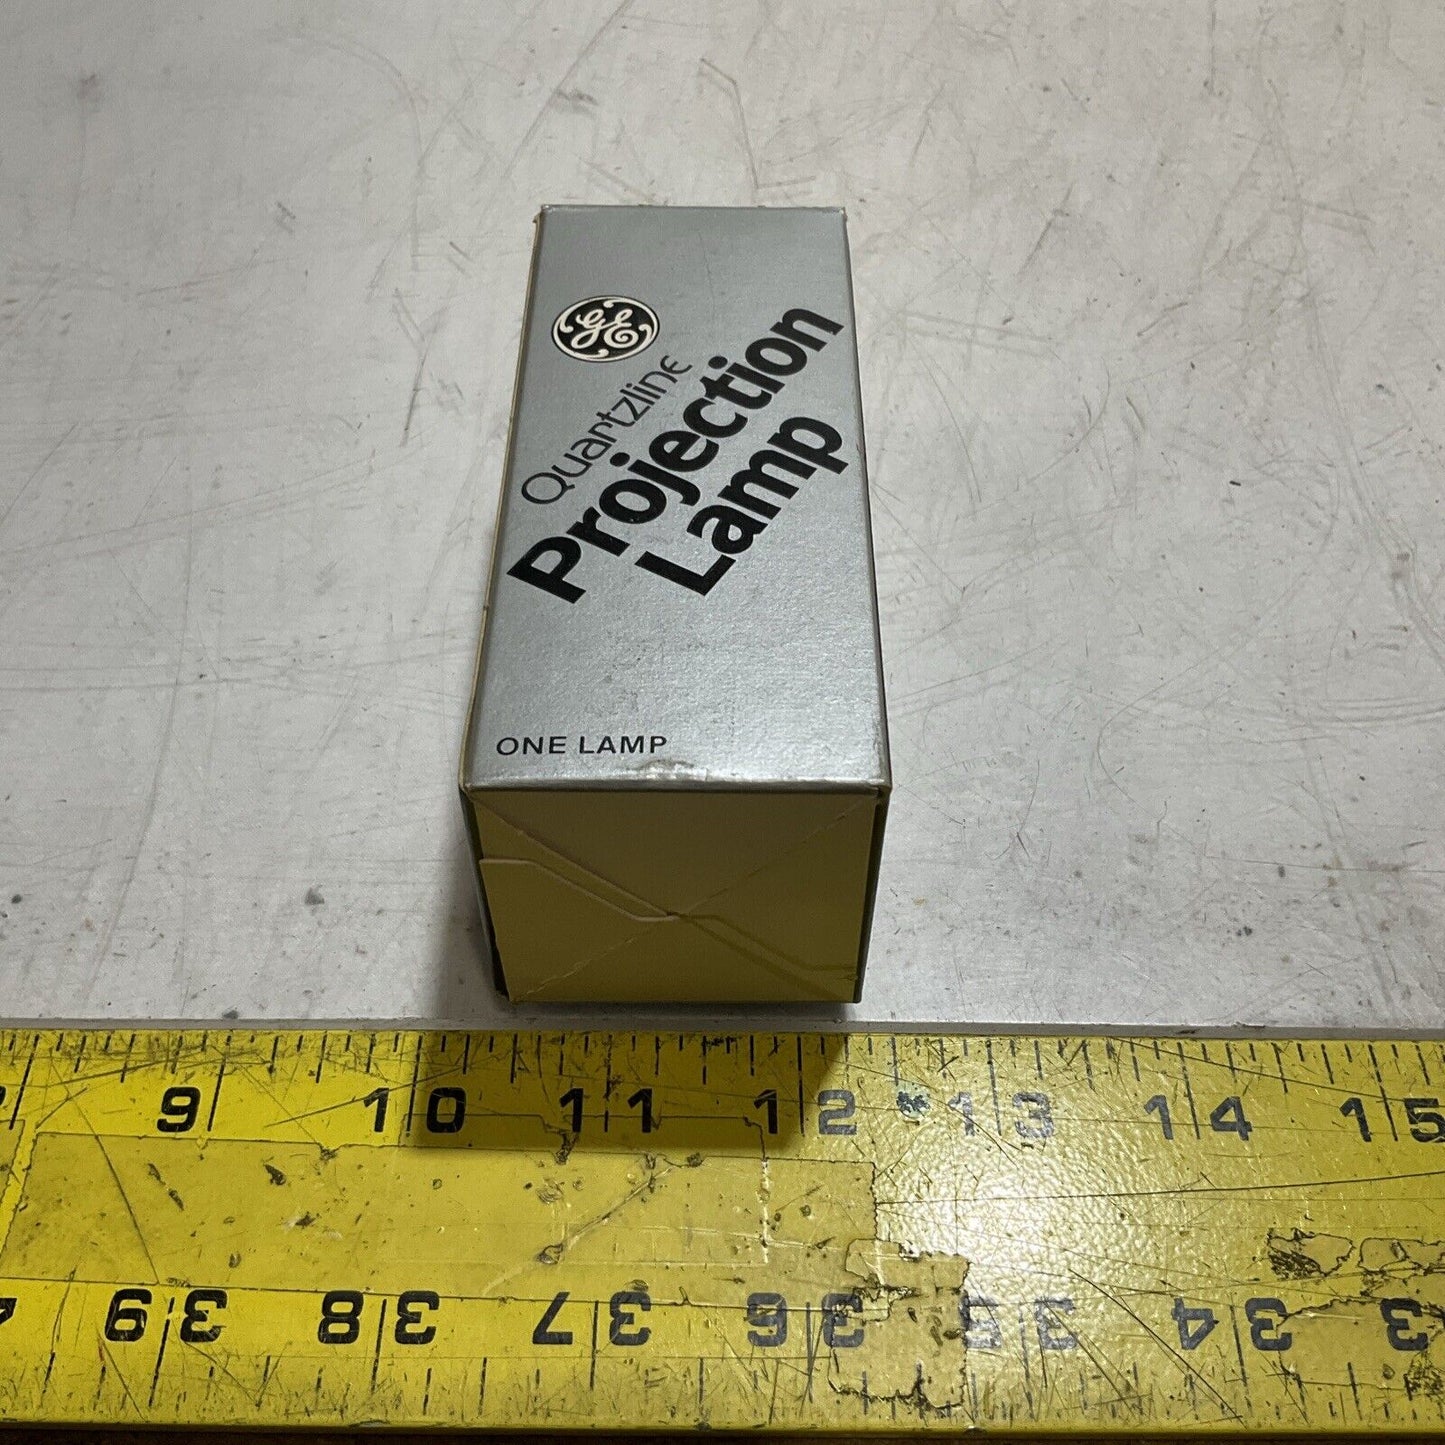 GE
Quartzline
Projection
Lamp
ONE LAMP
9 10 11 12 13 14 15
39 38 37 36 35 34 33